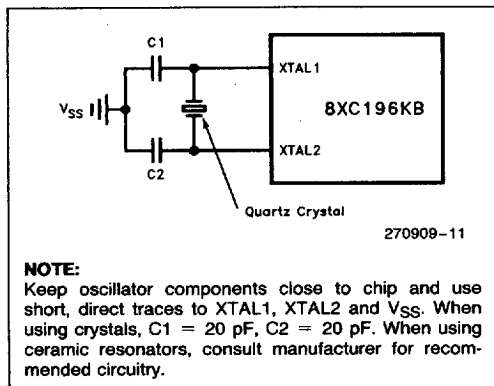 C1
XTAL1
8XC196KB
VSS
XTAL2
C2
Quartz Crystal
270909-11
NOTE:
Keep oscillator components close to chip and use
short, direct traces to XTAL1, XTAL2 and VSS. When
using crystals, C1 = 20 pF, C2 = 20 pF. When using
ceramic resonators, consult manufacturer for recom-
mended circuitry.